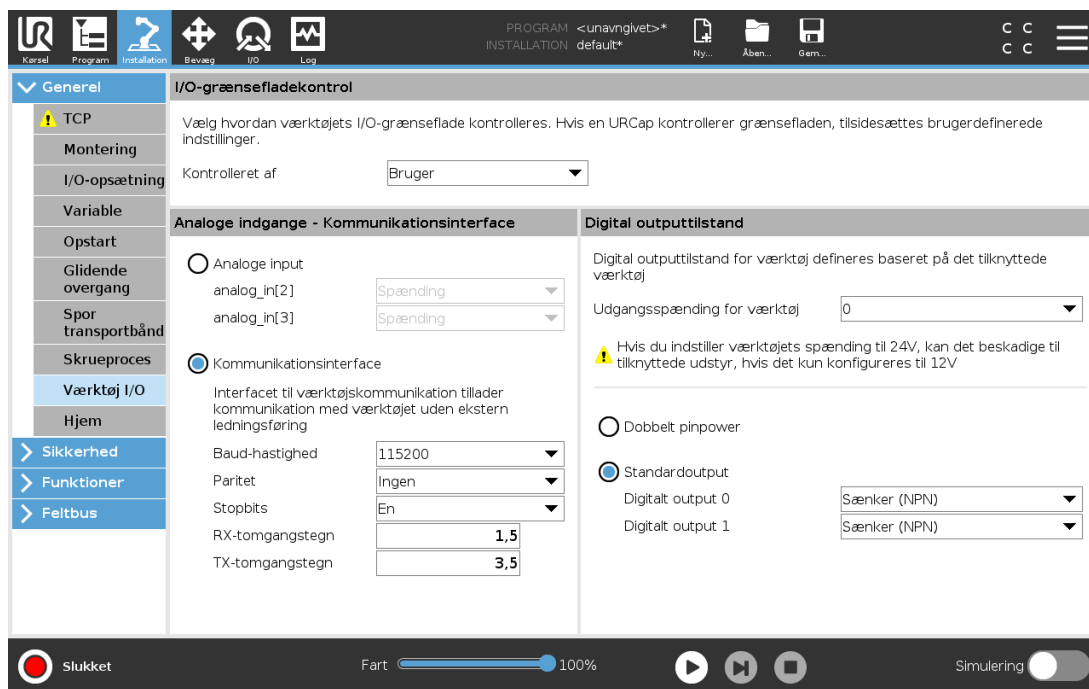 UR
Kørsel
Program
Installation
Bevæg
I/O
Log
PROGRAM <unavngivet>*
INSTALLATION default*
Ny...
Åben...
Gem...
C C
C C
Generel
TCP
Montering
I/O-opsætning
Variable
Opstart
Glidende
overgang
Spor
transportbånd
Skrueproces
Værktøj I/O
Hjem
Sikkerhed
Funktioner
Feltbus
I/O-grænsefladekontrol
Vælg hvordan værktøjets I/O-grænseflade kontrolleres. Hvis en URCap kontrollerer grænsefladen, tilsidesættes brugerdefinerede
indstillinger.
Kontrolleret af Bruger
Analoge indgange - Kommunikationsinterface
Analoge input
analog_in[2] Spænding
analog_in[3] Spænding
Kommunikationsinterface
Interfacet til værktøjskommunikation tillader
kommunikation med værktøjet uden ekstern
ledningsføring
Baud-hastighed 115200
Paritet Ingen
Stopbits En
RX-tomgangstegn 1,5
TX-tomgangstegn 3,5
Digital outputtilstand
Digital outputtilstand for værktøj defineres baseret på det tilknyttede
værktøj
Udgangsspænding for værktøj 0
Hvis du indstiller værktøjets spænding til 24V, kan det beskadige til
tilknyttede udstyr, hvis det kun konfigureres til 12V
Dobbelt pinpower
Standardoutput
Digitalt output 0 Sænker (NPN)
Digitalt output 1 Sænker (NPN)
Slukket
Fart 100%
Simulering